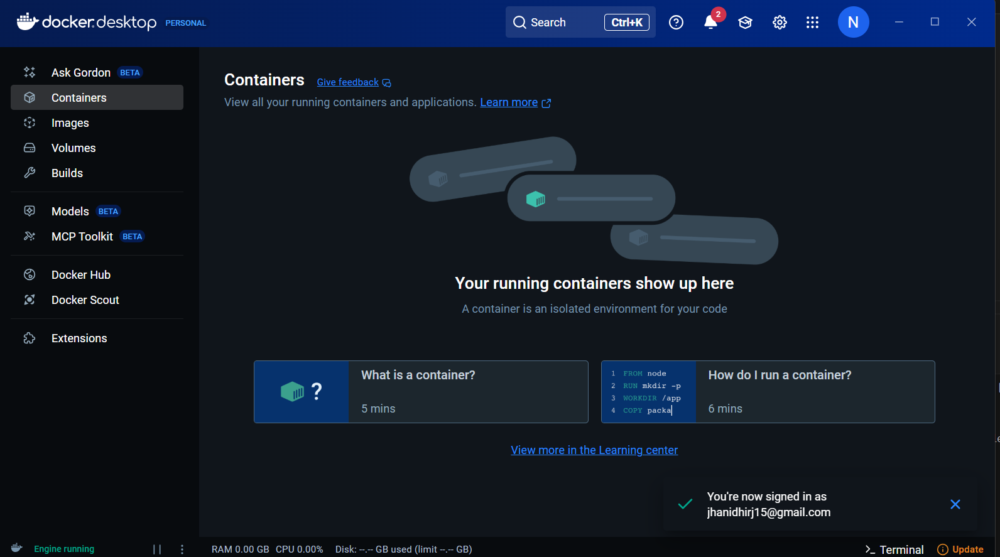 docker.desktop PERSONAL
Search Ctrl+K
2
N
Ask Gordon BETA
Containers
Images
Volumes
Builds
Models BETA
MCP Toolkit BETA
Docker Hub
Docker Scout
Extensions
Containers Give feedback
View all your running containers and applications. Learn more
Your running containers show up here
A container is an isolated environment for your code
?
What is a container?
5 mins
1 FROM node
2 RUN mkdir -p
3 WORKDIR /app
4 COPY packa
How do I run a container?
6 mins
View more in the Learning center
You're now signed in as
jhanidhirj15@gmail.com
Engine running
RAM 0.00 GB CPU 0.00% Disk: --.-- GB used (limit --.-- GB)
Terminal
Update